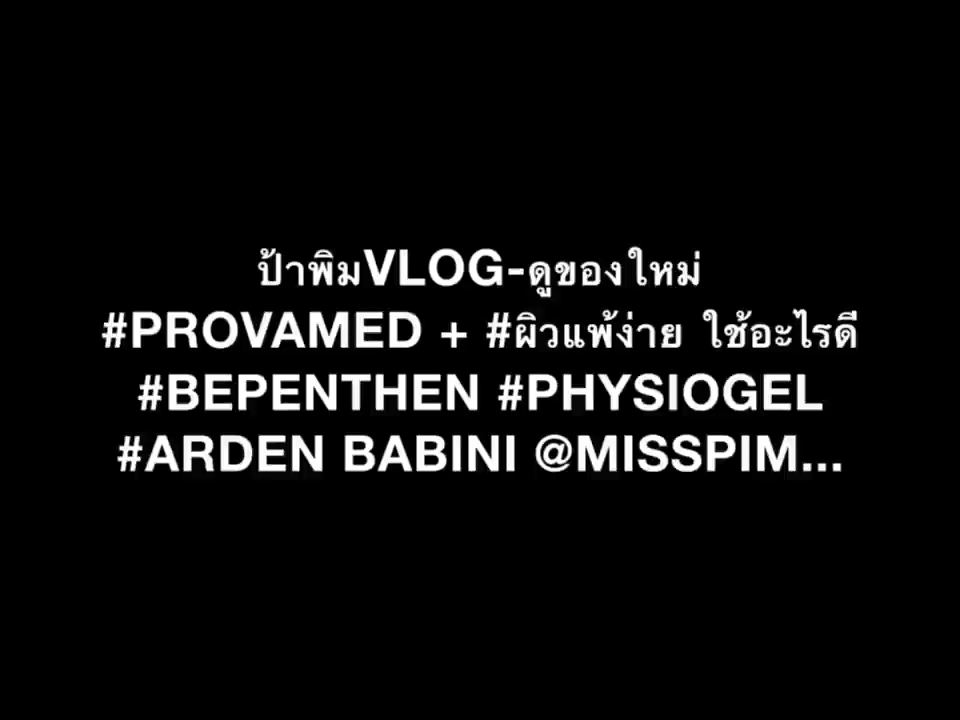 ป้าพิมVLOG-ดูของใหม่
#PROVAMED + #ผิวแพ้ง่าย ใช้อะไรดี
#BEPENTHEN #PHYSIOGEL
#ARDEN BABINI @MISSPIM...